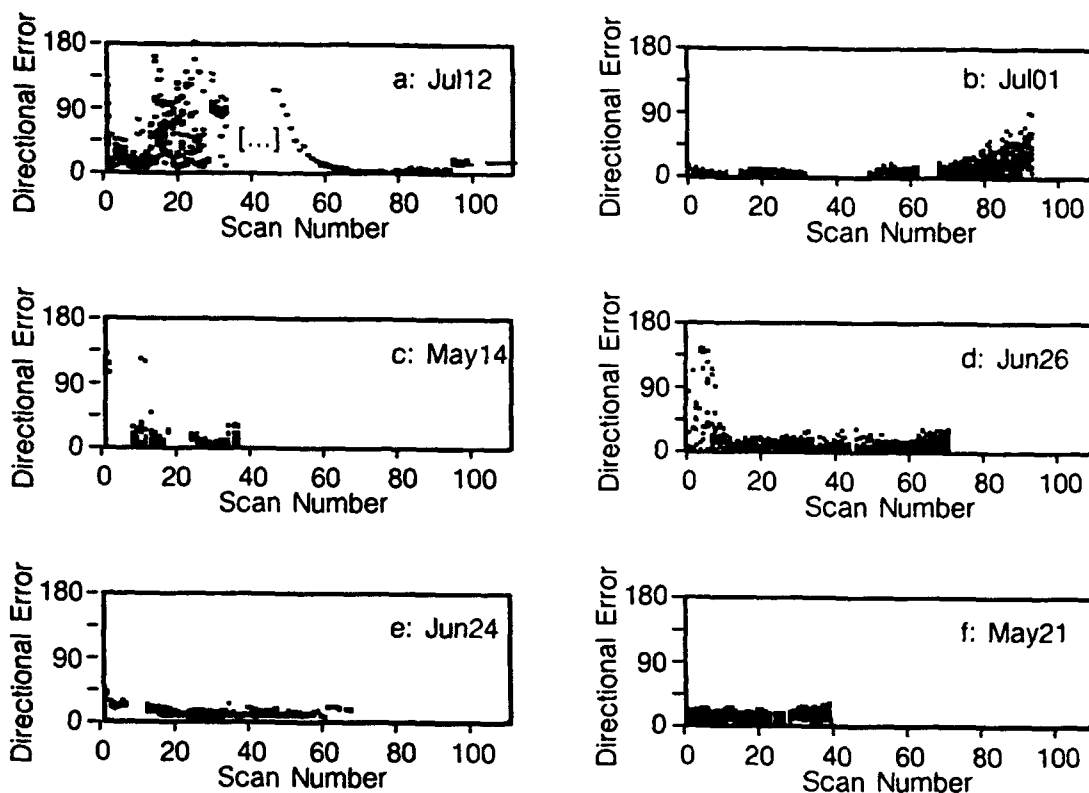 Directional Error
180
90
0
a: Jul12
[...]
0 20 40 60 80 100
Scan Number
Directional Error
180
90
0
b: Jul01
0 20 40 60 80 100
Scan Number
Directional Error
180
90
0
c: May14
0 20 40 60 80 100
Scan Number
Directional Error
180
90
0
d: Jun26
0 20 40 60 80 100
Scan Number
Directional Error
180
90
0
e: Jun24
0 20 40 60 80 100
Scan Number
Directional Error
180
90
0
f: May21
0 20 40 60 80 100
Scan Number